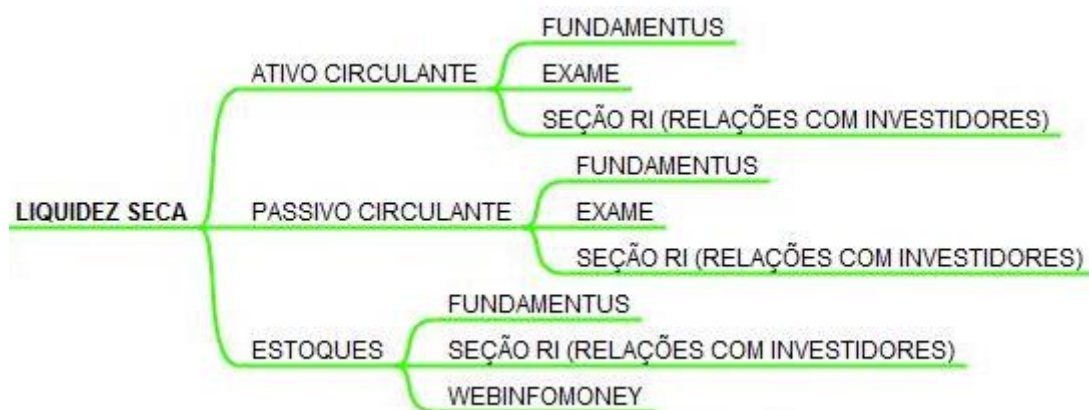 LIQUIDEZ SECA
ATIVO CIRCULANTE
FUNDAMENTUS
EXAME
SEÇÃO RI (RELAÇÕES COM INVESTIDORES)
PASSIVO CIRCULANTE
FUNDAMENTUS
EXAME
SEÇÃO RI (RELAÇÕES COM INVESTIDORES)
ESTOQUES
FUNDAMENTUS
SEÇÃO RI (RELAÇÕES COM INVESTIDORES)
WEBINFOMONEY